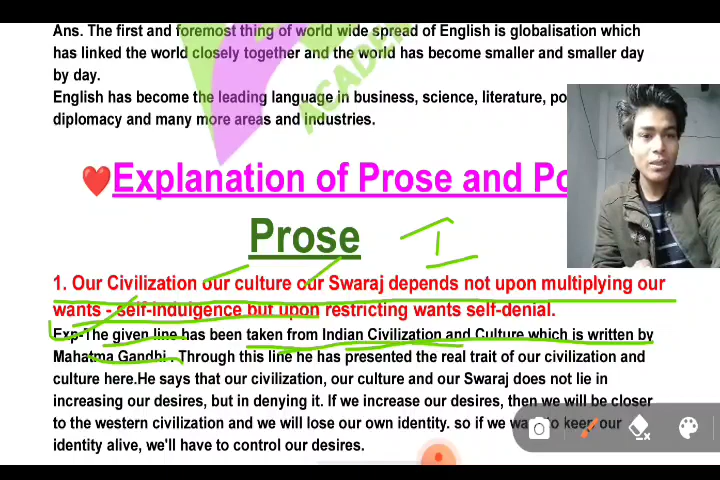 Ans. The first and foremost thing of world wide spread of English is globalisation which
has linked the world closely together and the world has become smaller and smaller day
by day.
English has become the leading language in business, science, literature, po
diplomacy and many more areas and industries.
ACADE
Explanation of Prose and Po
Prose
1. Our Civilization our culture our Swaraj depends not upon multiplying our
wants - self-indulgence but upon restricting wants self-denial.
Exp-The given line has been taken from Indian Civilization and Culture which is written by
Mahatma Gandhi . Through this line he has presented the real trait of our civilization and
culture here.He says that our civilization, our culture and our Swaraj does not lie in
increasing our desires, but in denying it. If we increase our desires, then we will be closer
to the western civilization and we will lose our own identity. so if we wa to keep our
identity alive, we'll have to control our desires.